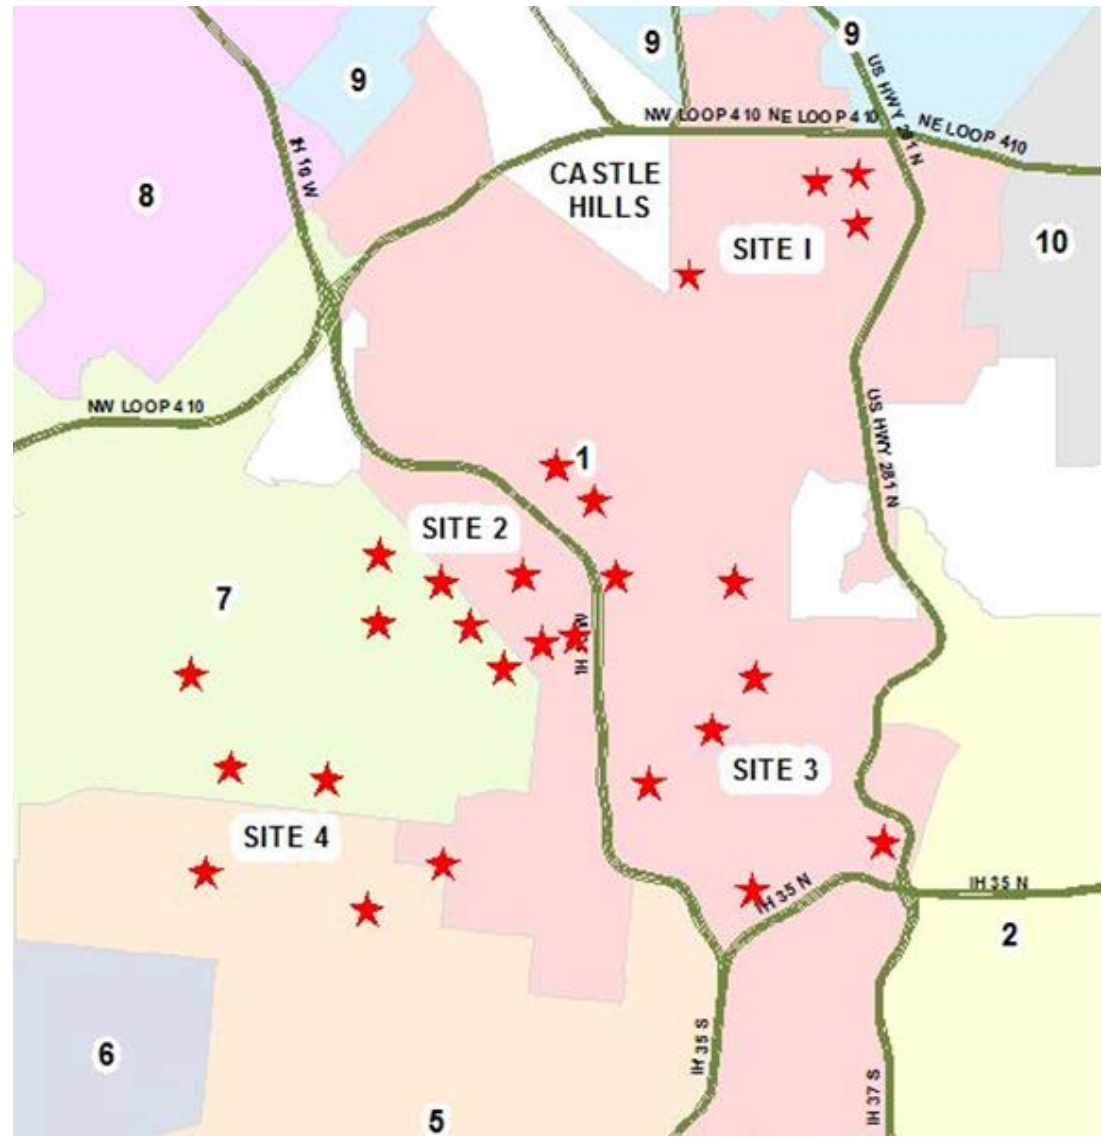 9
9
9
US HWY 281 N
NW LOOP 410
NE LOOP 410
NE LOOP 410
IH 10 W
CASTLE
HILLS
8
SITE I
10
NW LOOP 410
US HWY 281 N
1
SITE 2
7
IH 10 W
SITE 3
SITE 4
IH 35 N
IH 35 N
2
6
IH 35 S
IH 37 S
5